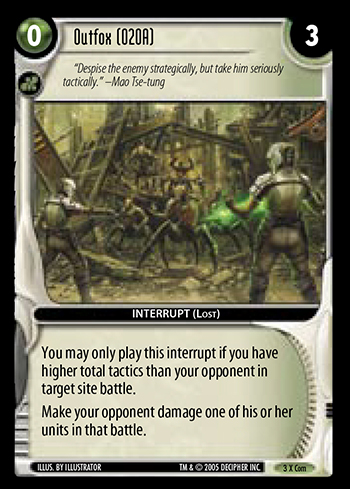 0
Outfox (020A)
3
"Despise the enemy strategically, but take him seriously
tactically." –Mao Tse-tung
INTERRUPT (LOST)
You may only play this interrupt if you have
higher total tactics than your opponent in
target site battle.
Make your opponent damage one of his or her
units in that battle.
ILLUS. BY ILLUSTRATOR
TM & © 2005 DECIPHER INC.
3 X Com